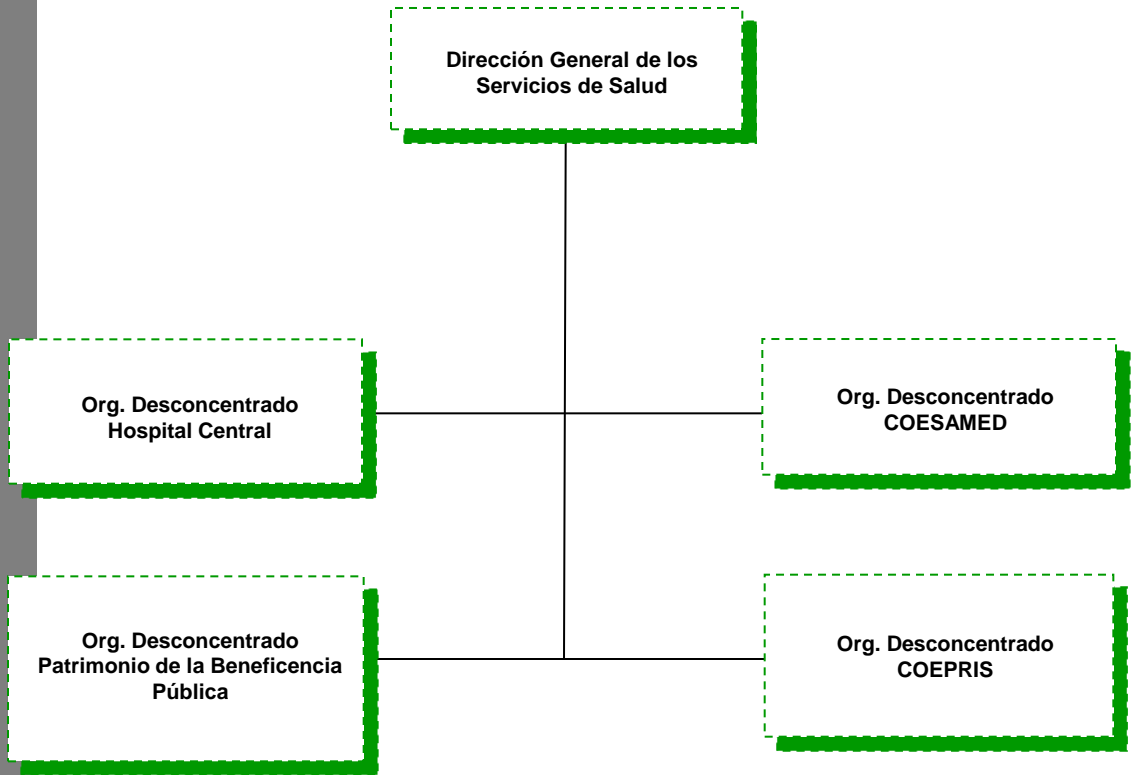 Dirección General de los
Servicios de Salud
Org. Desconcentrado
Hospital Central
Org. Desconcentrado
COESAMED
Org. Desconcentrado
Patrimonio de la Beneficencia
Pública
Org. Desconcentrado
COEPRIS